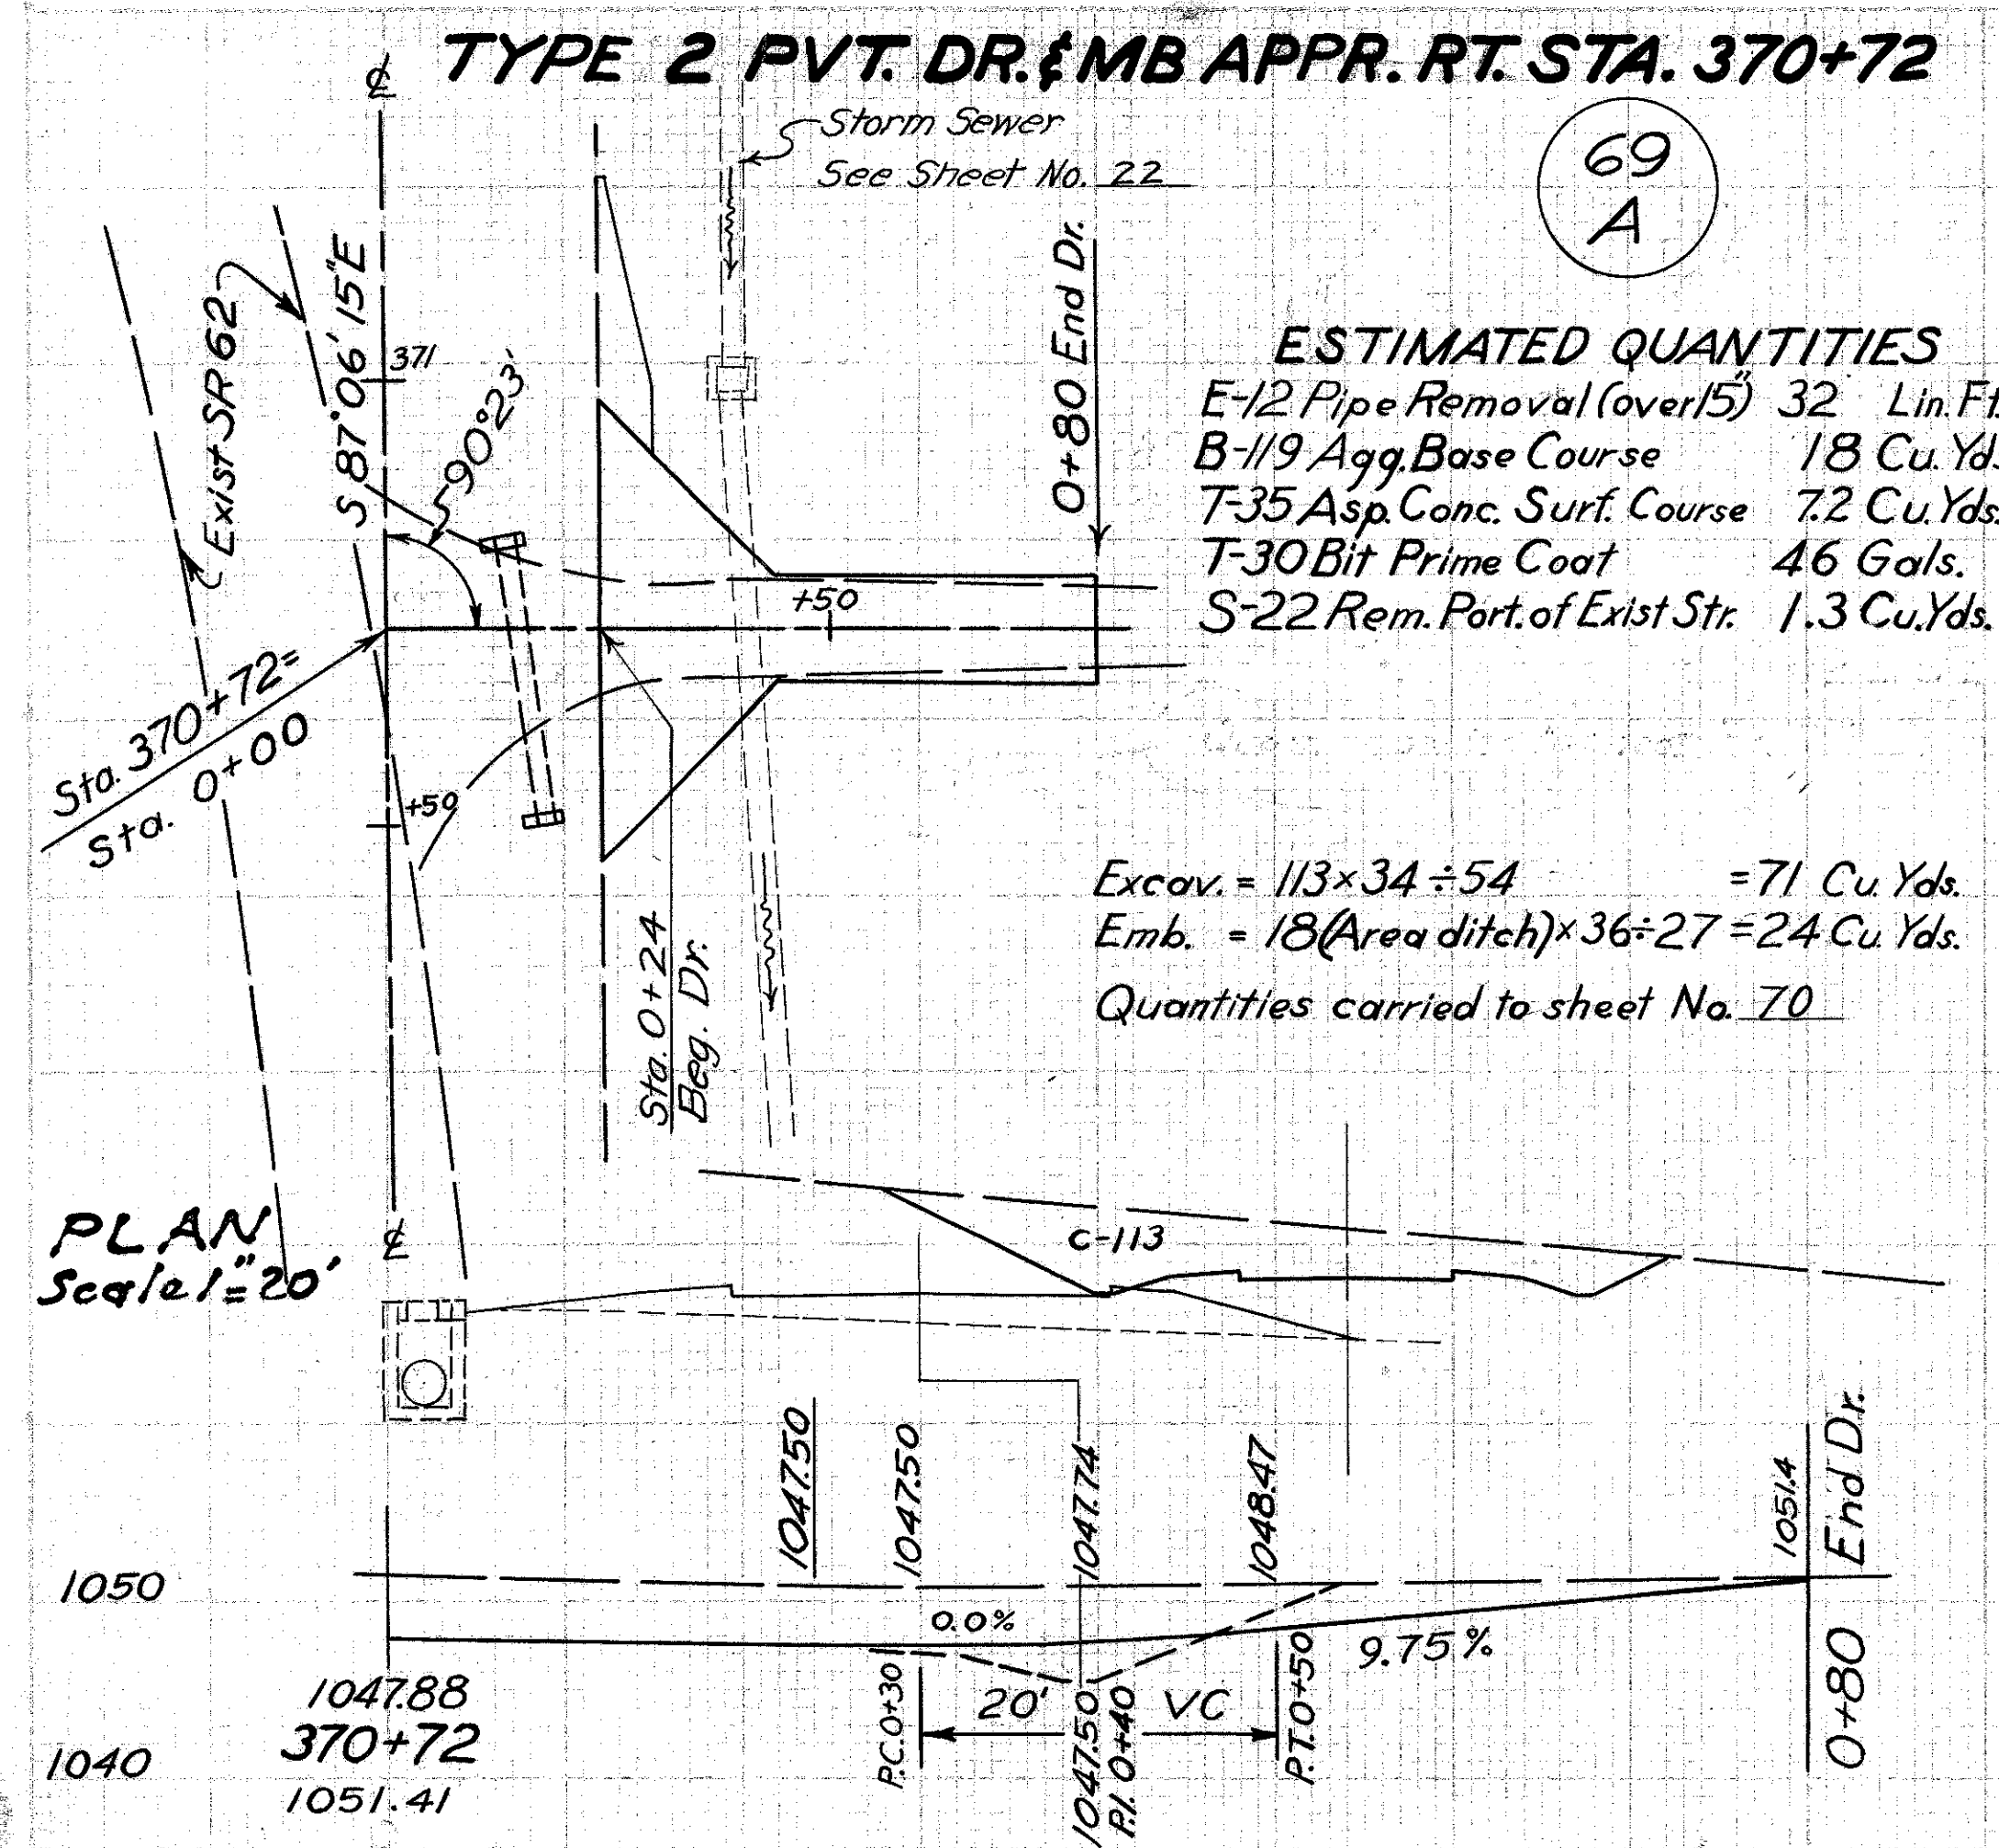 TYPE 2 PVT. DR. & MB APPR. RT. STA. 370+72
℄
Storm Sewer
See Sheet No. 22
69
A
Exist SR 62
S 87° 06' 15" E
371
90°23'
0+80 End Dr.
ESTIMATED QUANTITIES
E-12 Pipe Removal (over 15") 32 Lin. Ft.
B-119 Agg. Base Course 18 Cu. Yds.
T-35 Asp. Conc. Surf. Course 7.2 Cu. Yds.
T-30 Bit Prime Coat 46 Gals.
S-22 Rem. Port. of Exist Str. 1.3 Cu. Yds.
+50
Sta. 370+72=
Sta. 0+00
+50
Sta. 0+24
Beg. Dr.
Excav. = 113×34÷54 =71 Cu. Yds.
Emb. = 18(Area ditch)×36÷27 =24 Cu. Yds.
Quantities carried to sheet No. 70
PLAN
Scale 1"=20'
℄
C-113
1047.50
1047.50
1047.74
1048.47
1051.4
End Dr.
1050
0.0%
9.75%
1047.88
370+72
1051.41
1040
P.C. 0+30
20' VC
1047.50
P.I. 0+40
P.T. 0+50
0+80